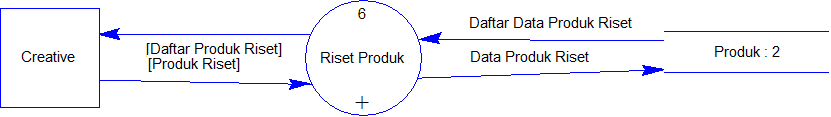 6
Daftar Data Produk Riset
Creative
[Daftar Produk Riset]
[Produk Riset]
Riset Produk
Data Produk Riset
Produk : 2
+